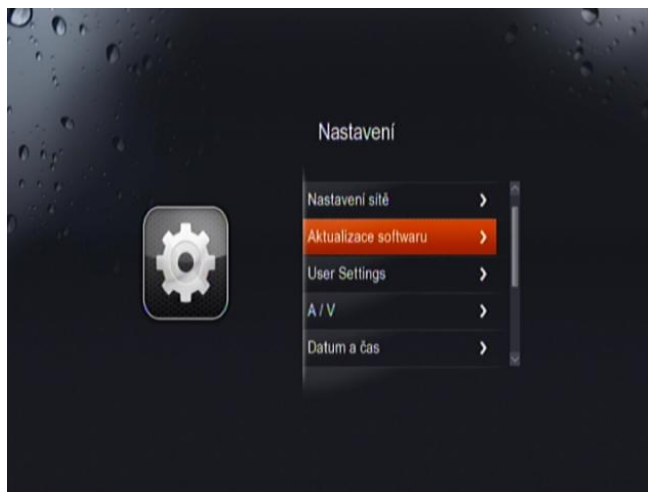 Nastavení
Nastavení sítě
Aktualizace softwaru
User Settings
A / V
Datum a čas